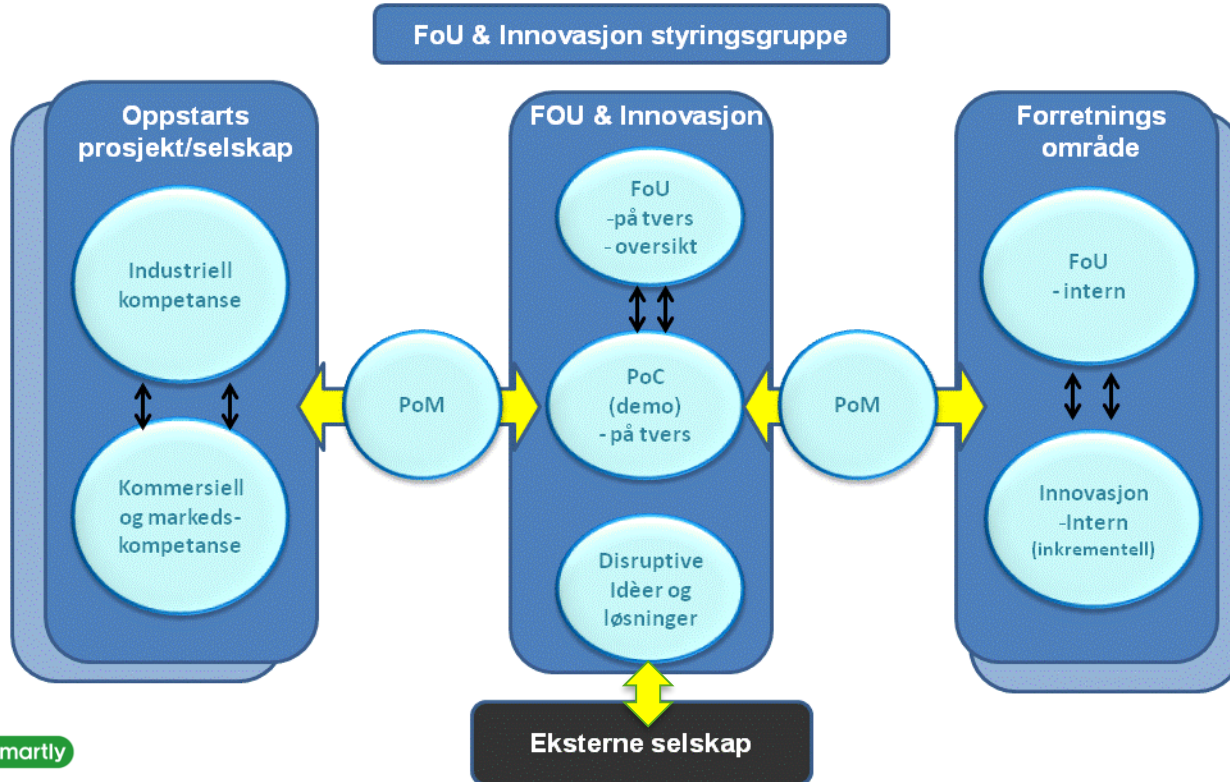 FoU & Innovasjon styringsgruppe
Oppstarts
prosjekt/selskap
Industriell
kompetanse
Kommersiell
og markeds-
kompetanse
PoM
FOU & Innovasjon
FoU
-på tvers
- oversikt
PoC
(demo)
- på tvers
Disruptive
Idèer og
løsninger
PoM
Forretnings
område
FoU
- intern
Innovasjon
-Intern
(inkrementell)
Eksterne selskap
martly